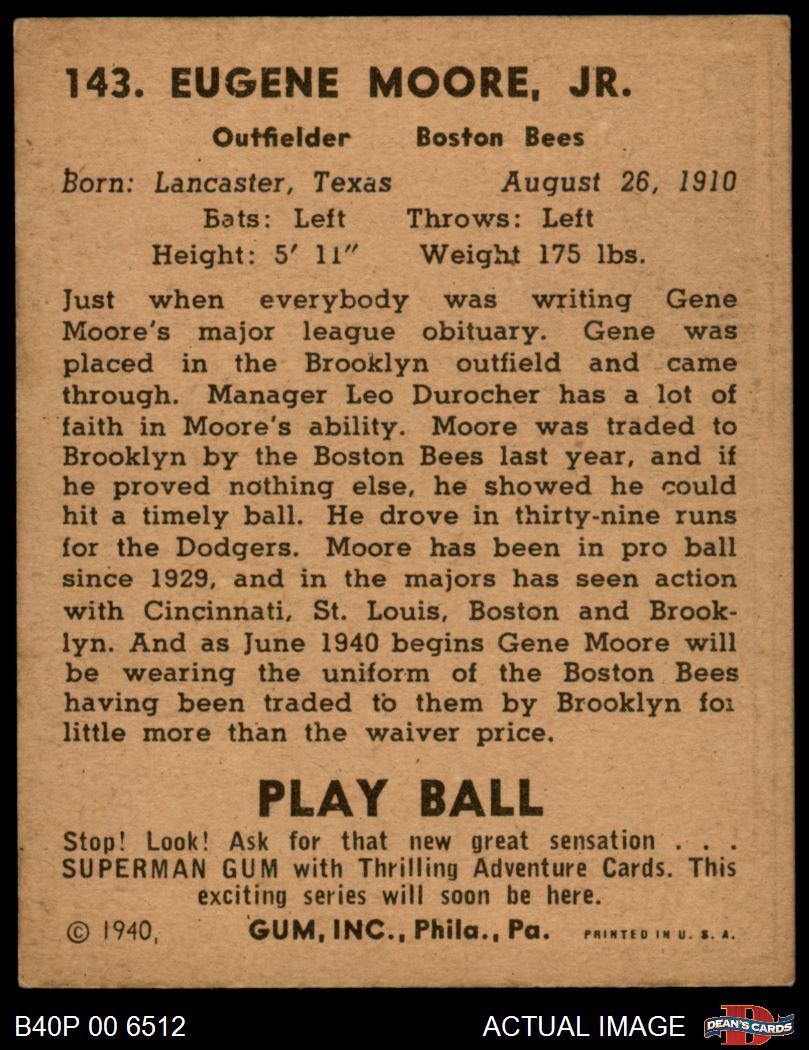 143. EUGENE MOORE, JR.
Outfielder Boston Bees
Born: Lancaster, Texas August 26, 1910
Bats: Left Throws: Left
Height: 5′ 11″ Weight 175 lbs.
Just when everybody was writing Gene
Moore's major league obituary. Gene was
placed in the Brooklyn outfield and came
through. Manager Leo Durocher has a lot of
faith in Moore's ability. Moore was traded to
Brooklyn by the Boston Bees last year, and if
he proved nothing else, he showed he could
hit a timely ball. He drove in thirty-nine runs
for the Dodgers. Moore has been in pro ball
since 1929, and in the majors has seen action
with Cincinnati, St. Louis, Boston and Brook-
lyn. And as June 1940 begins Gene Moore will
be wearing the uniform of the Boston Bees
having been traded to them by Brooklyn for
little more than the waiver price.
PLAY BALL
Stop! Look! Ask for that new great sensation . . .
SUPERMAN GUM with Thrilling Adventure Cards. This
exciting series will soon be here.
© 1940, GUM, INC., Phila., Pa. PRINTED IN U. S. A.
B40P 00 6512 ACTUAL IMAGE D DEAN'S CARDS